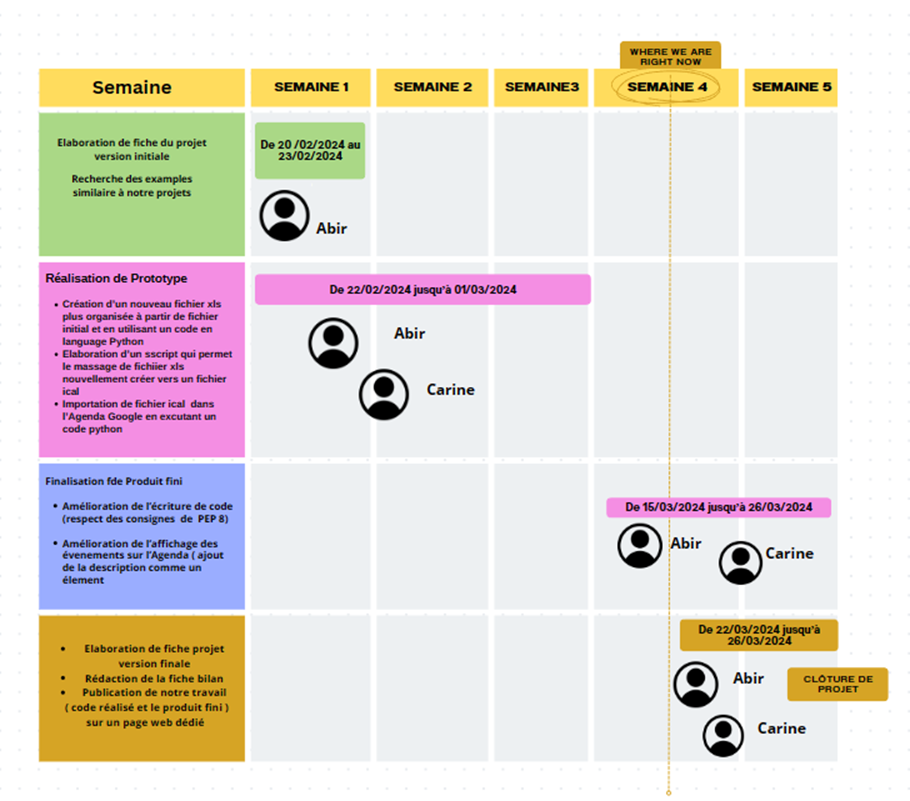 WHERE WE ARE
RIGHT NOW
Semaine
SEMAINE 1
SEMAINE 2
SEMAINE3
SEMAINE 4
SEMAINE 5
Elaboration de fiche du projet
version initiale
Recherche des examples
similaire à notre projets
De 20 /02/2024 au
23/02/2024
Abir
Réalisation de Prototype
• Création d'un nouveau fichier xls
plus organisée à partir de fichier
initial et en utilisant un code en
language Python
• Elaboration d'un sscript qui permet
le massage de fichiier xls
nouvellement créer vers un fichier
ical
• Importation de fichier ical dans
l'Agenda Google en excutant un
code python
De 22/02/2024 jusqu'à 01/03/2024
Abir
Carine
Finalisation fde Produit fini
• Amélioration de l'écriture de code
(respect des consignes de PEP 8)
• Amélioration de l'affichage des
évenements sur l'Agenda ( ajout
de la description comme un
élement
De 15/03/2024 jusqu'à 26/03/2024
Abir
Carine
• Elaboration de fiche projet
version finale
• Rédaction de la fiche bilan
• Publication de notre travail
( code réalisé et le produit fini )
sur un page web dédié
De 22/03/2024 jusqu'à
26/03/2024
Abir
Carine
CLÔTURE DE
PROJET